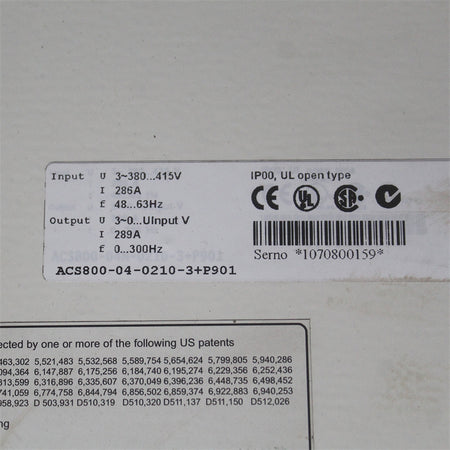 Input U 3~380...415V
I 286A
f 48...63Hz
Output U 3~0...UInput V
I 289A
f 0...300Hz
ACS800-04-0210-3+P901
IP00, UL open type
CE UL SA N
Serno *1070800159*
ected by one or more of the following US patents
463,302 5,521,483 5,532,568 5,589,754 5,654,624 5,799,805 5,940,286
094,364 6,147,887 6,175,256 6,184,740 6,195,274 6,229,356 6,252,436
313,599 6,316,896 6,335,607 6,370,049 6,396,236 6,448,735 6,498,452
741,059 6,774,758 6,844,794 6,856,502 6,859,374 6,922,883 6,940,253
958,923 D 503,931 D510,319 D510,320 D511,137 D511,150 D512,026
ng